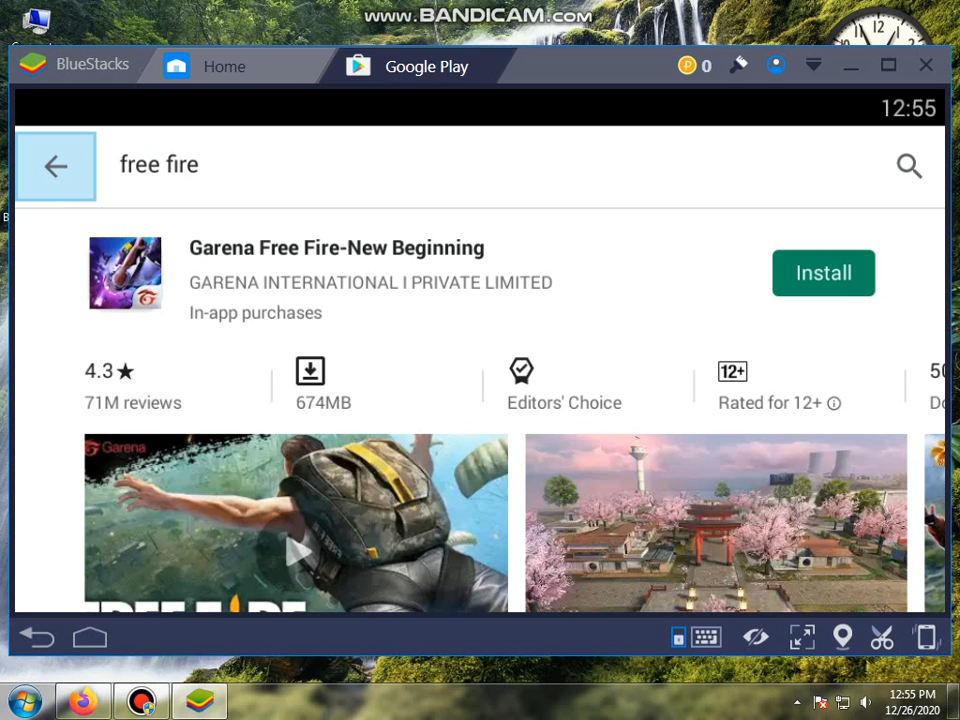 www.BANDICAM.com
BlueStacks
Home
Google Play
0
12:55
free fire
Garena Free Fire-New Beginning
GARENA INTERNATIONAL I PRIVATE LIMITED
In-app purchases
Install
4.3★
71M reviews
674MB
Editors' Choice
12+
Rated for 12+
Garena
FREE FIRE
12:55 PM
12/26/2020